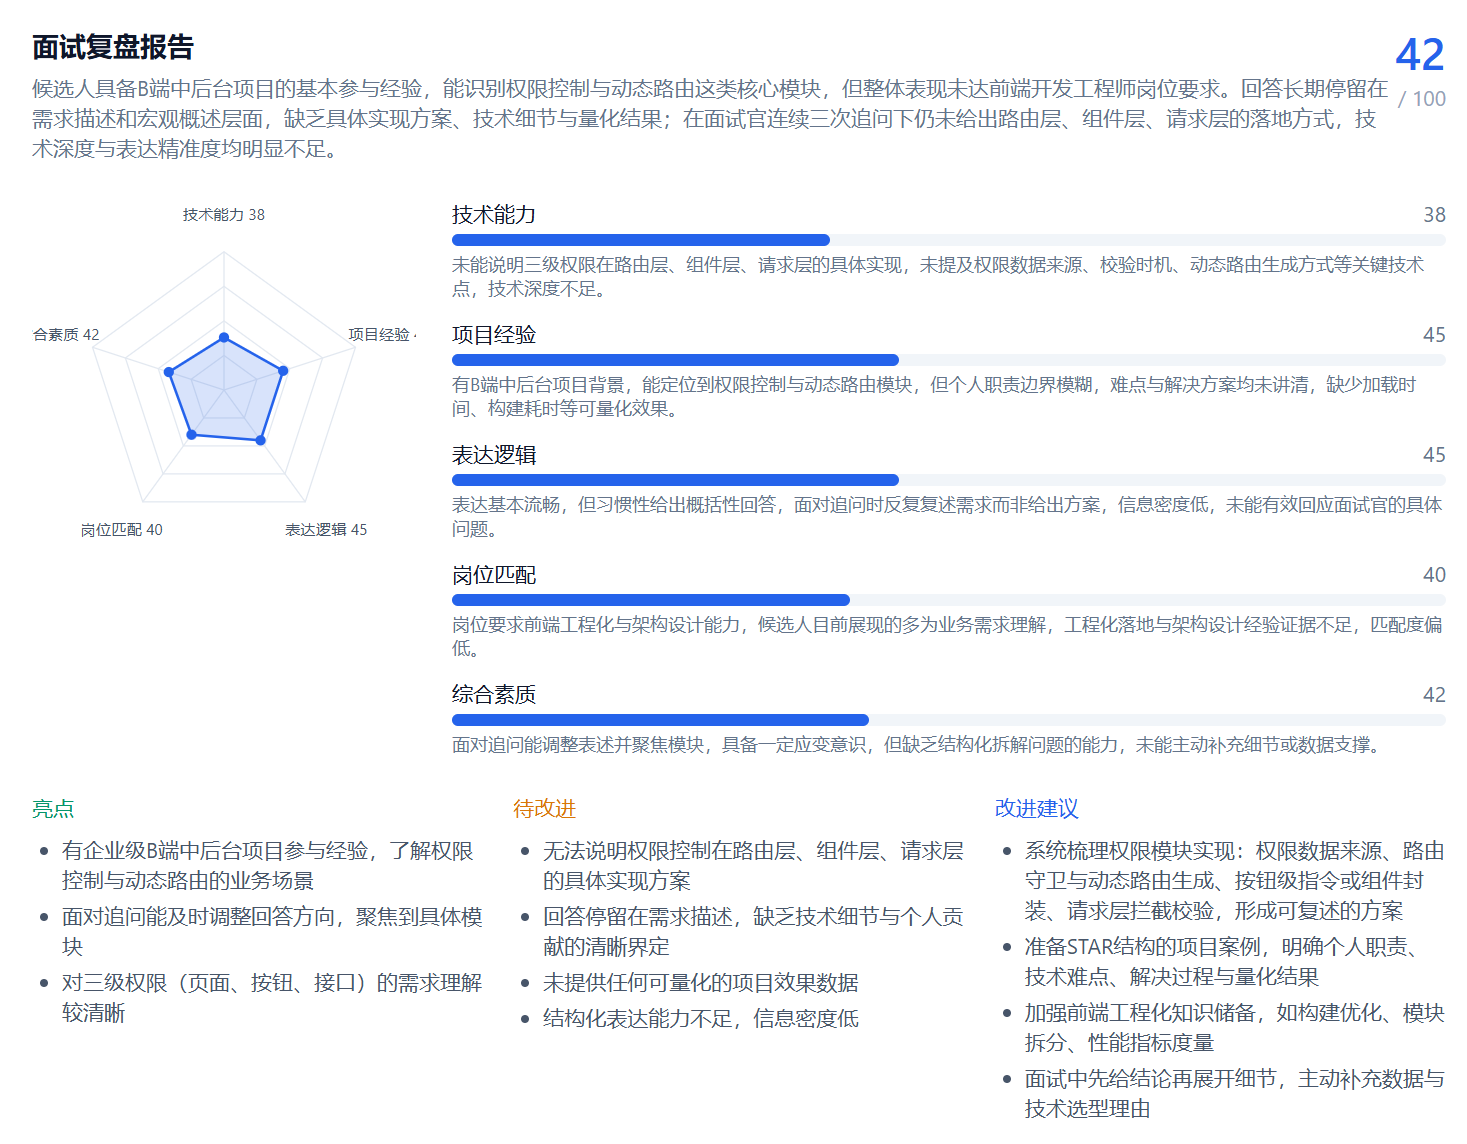 面试复盘报告
42
/ 100
候选人具备B端中后台项目的基本参与经验，能识别权限控制与动态路由这类核心模块，但整体表现未达前端开发工程师岗位要求。回答长期停留在
需求描述和宏观概述层面，缺乏具体实现方案、技术细节与量化结果；在面试官连续三次追问下仍未给出路由层、组件层、请求层的落地方式，技
术深度与表达精准度均明显不足。
技术能力 38
合素质 42
项目经验
岗位匹配 40
表达逻辑 45
技术能力 38
未能说明三级权限在路由层、组件层、请求层的具体实现，未提及权限数据来源、校验时机、动态路由生成方式等关键技术
点，技术深度不足。
项目经验 45
有B端中后台项目背景，能定位到权限控制与动态路由模块，但个人职责边界模糊，难点与解决方案均未讲清，缺少加载时
间、构建耗时等可量化效果。
表达逻辑 45
表达基本流畅，但习惯性给出概括性回答，面对追问时反复复述需求而非给出方案，信息密度低，未能有效回应面试官的具体
问题。
岗位匹配 40
岗位要求前端工程化与架构设计能力，候选人目前展现的多为业务需求理解，工程化落地与架构设计经验证据不足，匹配度偏
低。
综合素质 42
面对追问能调整表述并聚焦模块，具备一定应变意识，但缺乏结构化拆解问题的能力，未能主动补充细节或数据支撑。
亮点
有企业级B端中后台项目参与经验，了解权限
控制与动态路由的业务场景
面对追问能及时调整回答方向，聚焦到具体模
块
对三级权限（页面、按钮、接口）的需求理解
较清晰
待改进
无法说明权限控制在路由层、组件层、请求层
的具体实现方案
回答停留在需求描述，缺乏技术细节与个人贡
献的清晰界定
未提供任何可量化的项目效果数据
结构化表达能力不足，信息密度低
改进建议
系统梳理权限模块实现：权限数据来源、路由
守卫与动态路由生成、按钮级指令或组件封
装、请求层拦截校验，形成可复述的方案
准备STAR结构的项目案例，明确个人职责、
技术难点、解决过程与量化结果
加强前端工程化知识储备，如构建优化、模块
拆分、性能指标度量
面试中先给结论再展开细节，主动补充数据与
技术选型理由